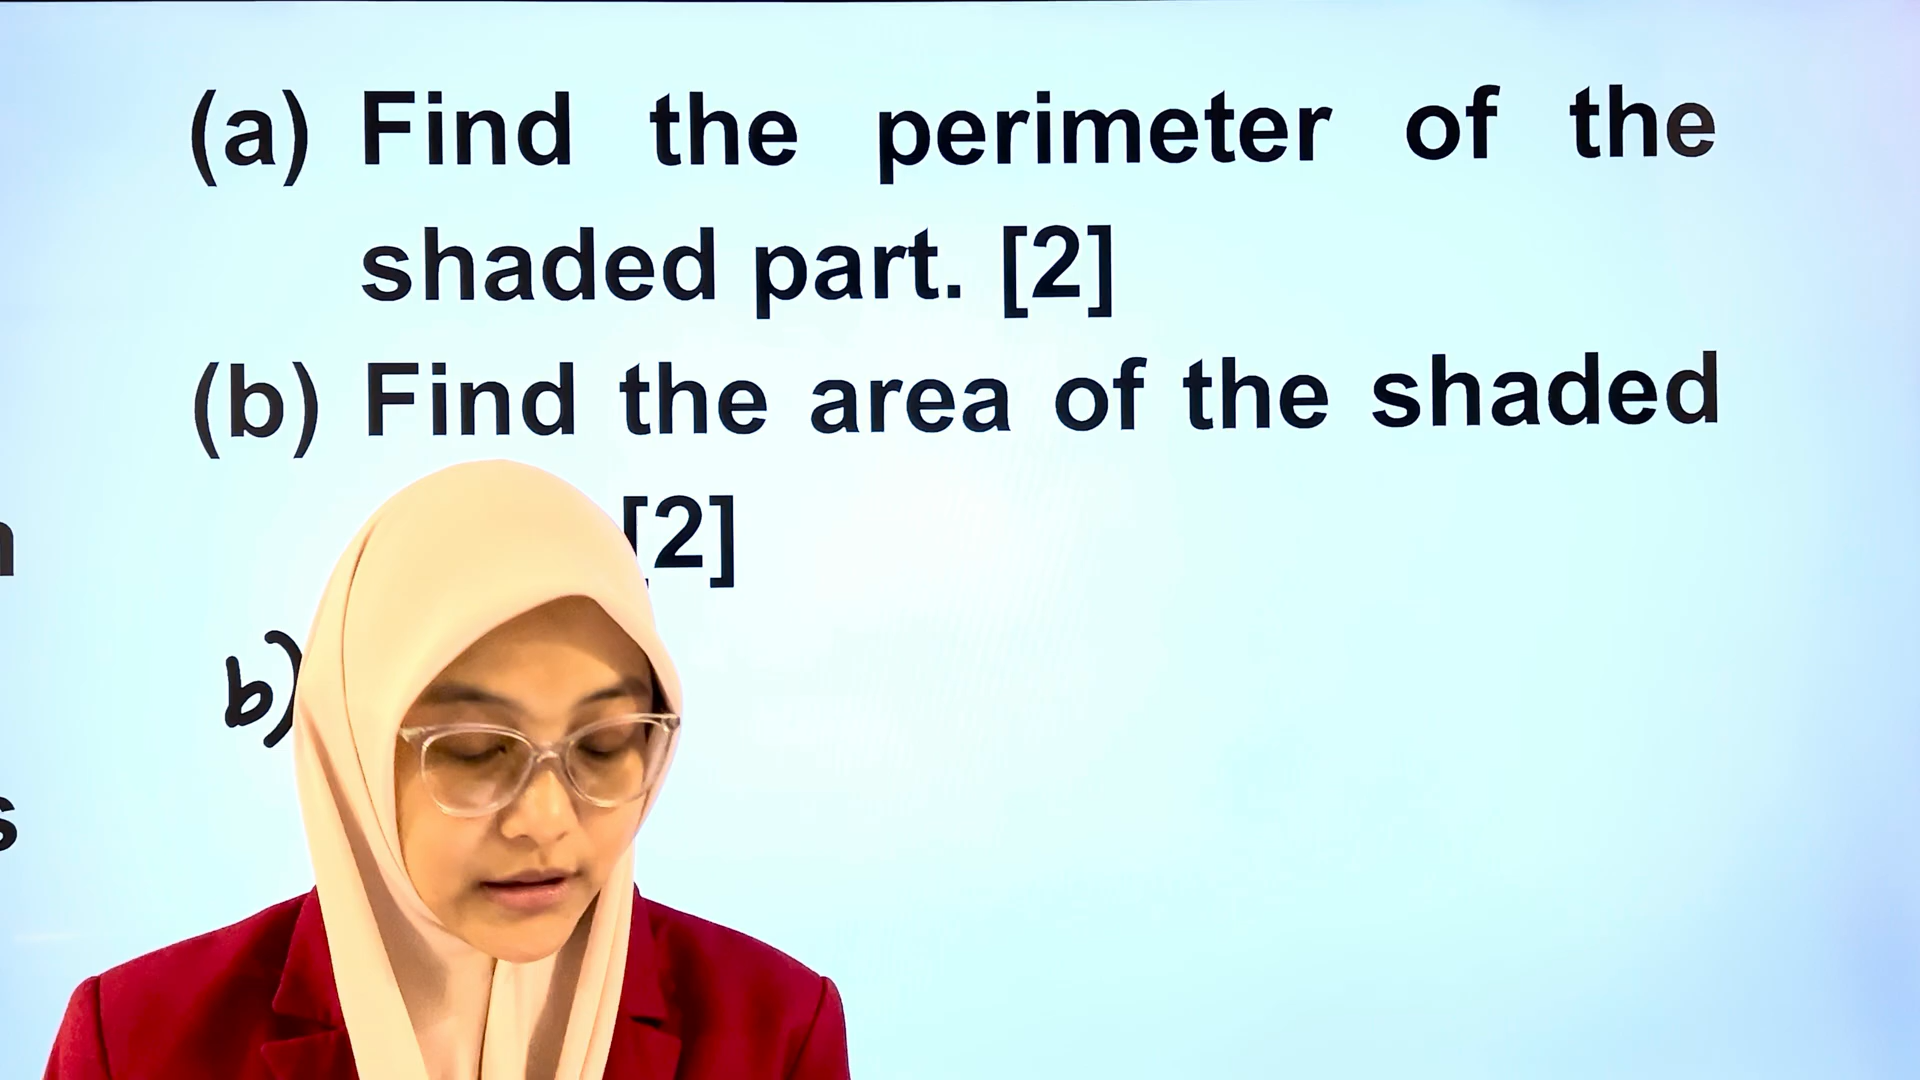 (a) Find the perimeter of the
shaded part. [2]
(b) Find the area of the shaded
[2]
b)